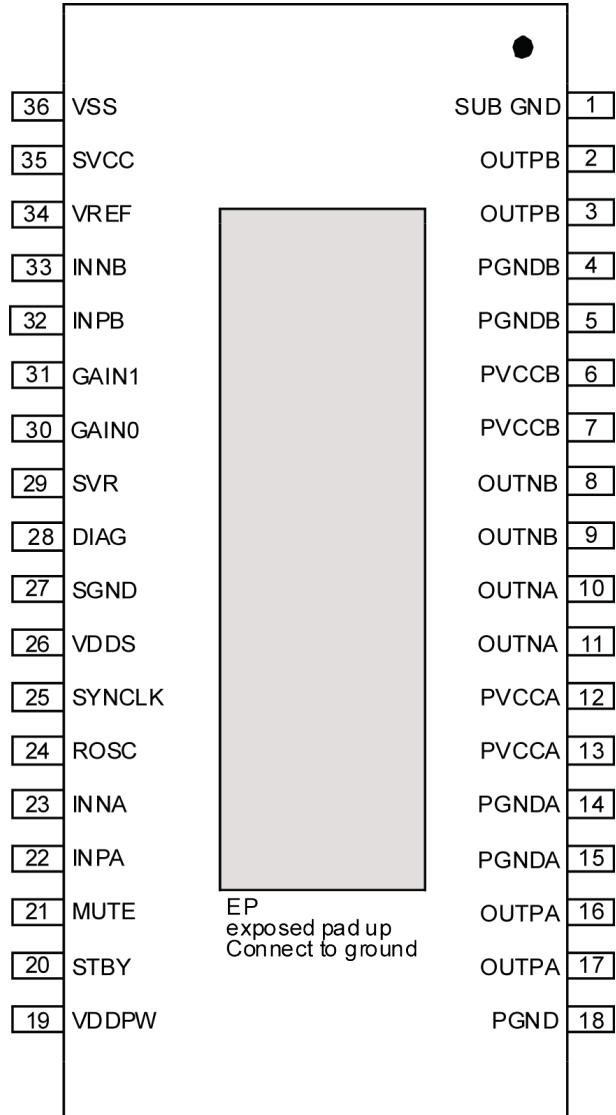 36 VSS SUB GND 1
35 SVCC OUTPB 2
34 VREF OUTPB 3
33 INNB PGNDB 4
32 INPB PGNDB 5
31 GAIN1 PVCCB 6
30 GAIN0 PVCCB 7
29 SVR OUTNB 8
28 DIAG OUTNB 9
27 SGND OUTNA 10
26 VDDS OUTNA 11
25 SYNCLK PVCCA 12
24 ROSC PVCCA 13
23 INNA PGNDA 14
22 INPA PGNDA 15
21 MUTE OUTPA 16
20 STBY OUTPA 17
19 VDDPW PGND 18
EP
exposed pad up
Connect to ground